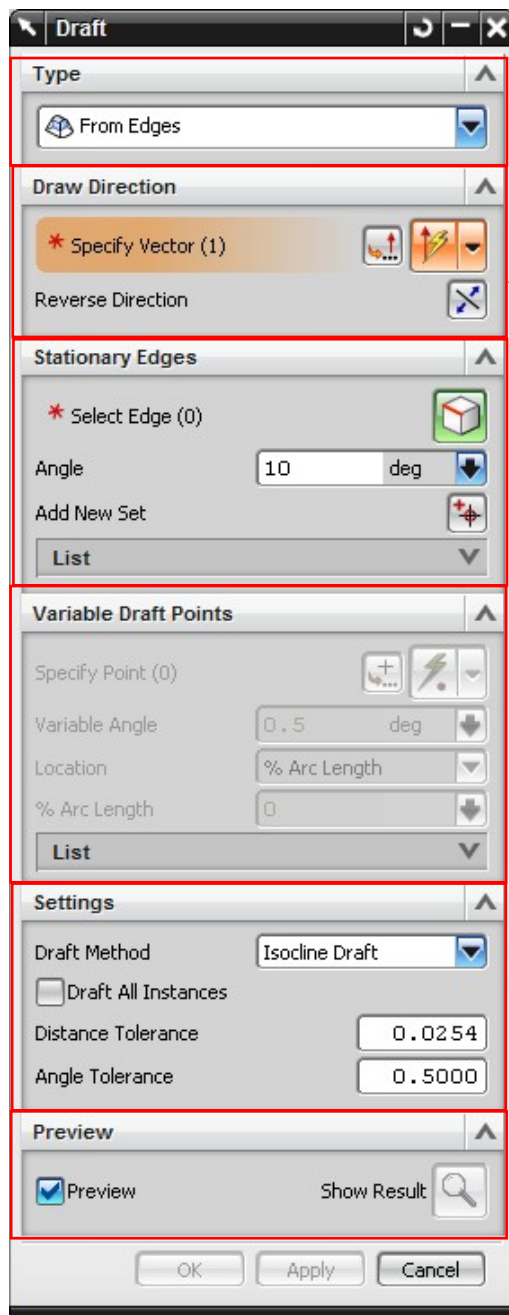 Draft
Type
From Edges
Draw Direction
* Specify Vector (1)
Reverse Direction
Stationary Edges
* Select Edge (0)
Angle 10 deg
Add New Set
List
Variable Draft Points
Specify Point (0)
Variable Angle 0.5 deg
Location % Arc Length
% Arc Length 0
List
Settings
Draft Method Isocline Draft
Draft All Instances
Distance Tolerance 0.0254
Angle Tolerance 0.5000
Preview
Preview Show Result
OK Apply Cancel